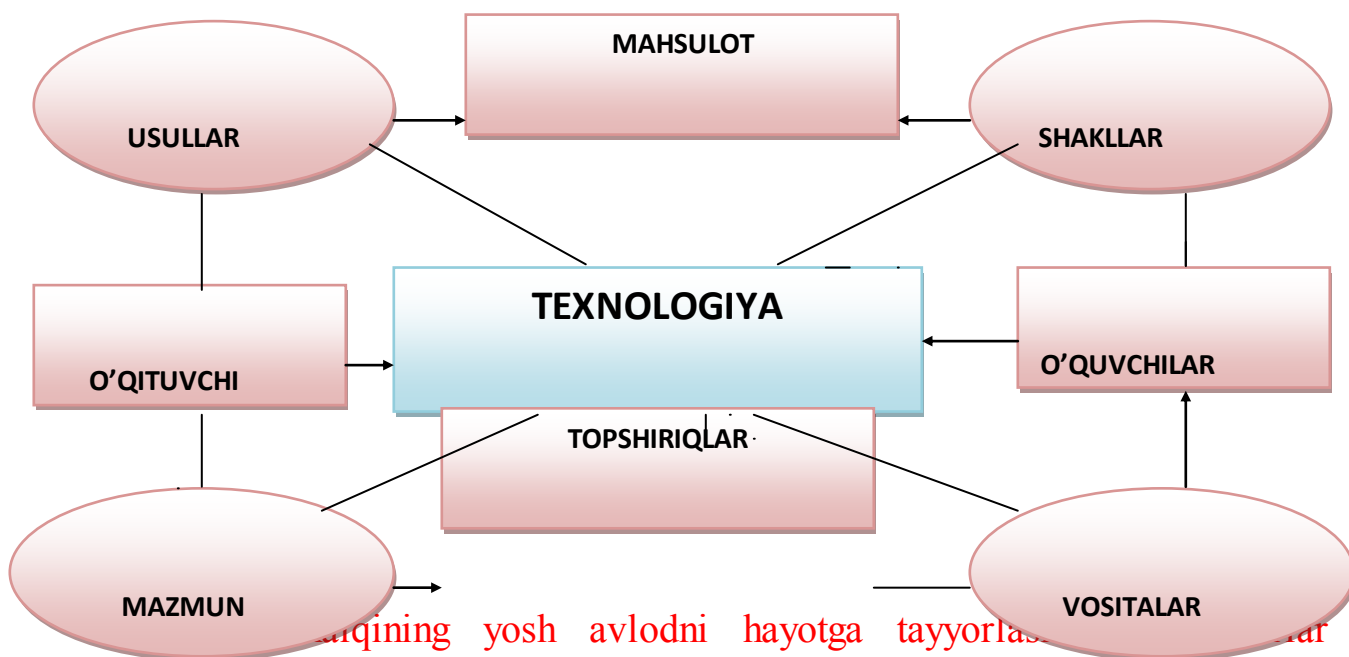 MAHSULOT
USULLAR
SHAKLLAR
TEXNOLOGIYA
O’QITUVCHI
O’QUVCHILAR
TOPSHIRIQLAR
MAZMUN
VOSITALAR
yosh avlodni hayotga